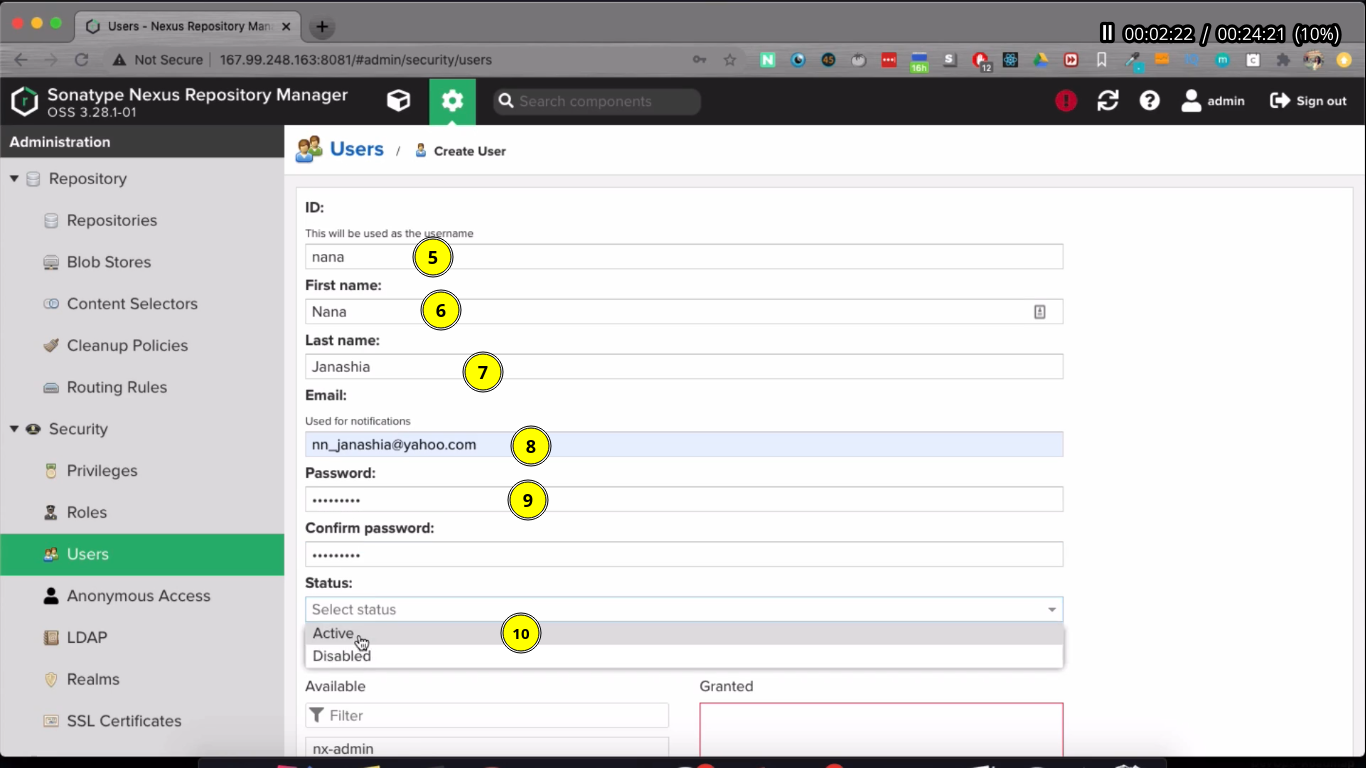 Users - Nexus Repository Man
00:02:22 / 00:24:21 (10%)
Not Secure
167.99.248.163:8081/#admin/security/users
45
16h
S
12
m
C
Sonatype Nexus Repository Manager
OSS 3.28.1-01
Search components
admin
Sign out
Administration
Repository
Repositories
Blob Stores
Content Selectors
Cleanup Policies
Routing Rules
Security
Privileges
Roles
Users
Anonymous Access
LDAP
Realms
SSL Certificates
Users / Create User
ID:
This will be used as the username
nana
5
First name:
Nana
6
Last name:
Janashia
7
Email:
Used for notifications
nn_janashia@yahoo.com
8
Password:
•••••••••
9
Confirm password:
•••••••••
Status:
Select status
Active
10
Disabled
Available
Granted
Filter
nx-admin